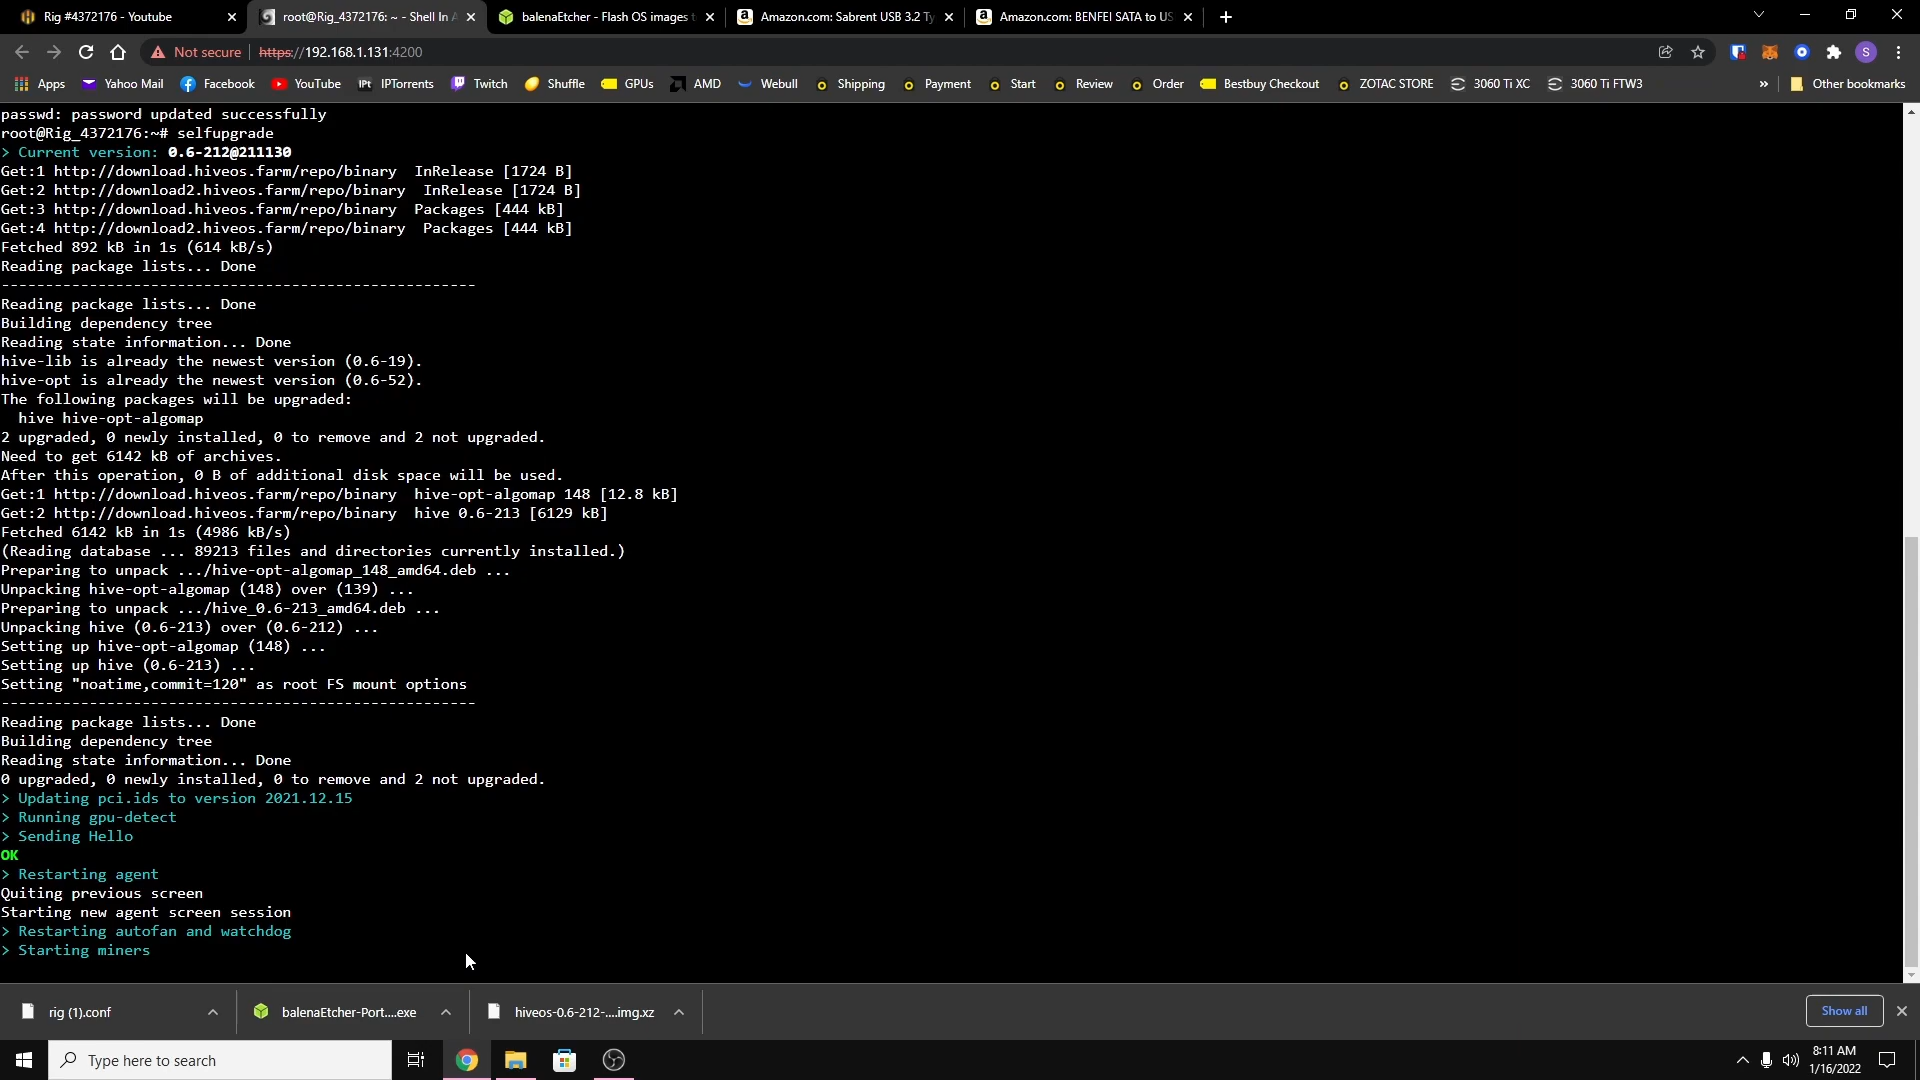 Rig #4372176 - Youtube
root@Rig_4372176: ~ - Shell In A
balenaEtcher - Flash OS images t
Amazon.com: Sabrent USB 3.2 Ty
Amazon.com: BENFEI SATA to US
Not secure
https://192.168.1.131:4200
S
Apps
Yahoo Mail
Facebook
YouTube
IPT IPTorrents
Twitch
Shuffle
GPUs
AMD
Webull
Shipping
Payment
Start
Review
Order
Bestbuy Checkout
ZOTAC STORE
3060 Ti XC
3060 Ti FTW3
»
Other bookmarks
passwd: password updated successfully
root@Rig_4372176:~# selfupgrade
> Current version: 0.6-212@211130
Get:1 http://download.hiveos.farm/repo/binary  InRelease [1724 B]
Get:2 http://download2.hiveos.farm/repo/binary  InRelease [1724 B]
Get:3 http://download.hiveos.farm/repo/binary  Packages [444 kB]
Get:4 http://download2.hiveos.farm/repo/binary  Packages [444 kB]
Fetched 892 kB in 1s (614 kB/s)
Reading package lists... Done
------------------------------------------------------
Reading package lists... Done
Building dependency tree
Reading state information... Done
hive-lib is already the newest version (0.6-19).
hive-opt is already the newest version (0.6-52).
The following packages will be upgraded:
  hive hive-opt-algomap
2 upgraded, 0 newly installed, 0 to remove and 2 not upgraded.
Need to get 6142 kB of archives.
After this operation, 0 B of additional disk space will be used.
Get:1 http://download.hiveos.farm/repo/binary  hive-opt-algomap 148 [12.8 kB]
Get:2 http://download.hiveos.farm/repo/binary  hive 0.6-213 [6129 kB]
Fetched 6142 kB in 1s (4986 kB/s)
(Reading database ... 89213 files and directories currently installed.)
Preparing to unpack .../hive-opt-algomap_148_amd64.deb ...
Unpacking hive-opt-algomap (148) over (139) ...
Preparing to unpack .../hive_0.6-213_amd64.deb ...
Unpacking hive (0.6-213) over (0.6-212) ...
Setting up hive-opt-algomap (148) ...
Setting up hive (0.6-213) ...
Setting "noatime,commit=120" as root FS mount options
------------------------------------------------------
Reading package lists... Done
Building dependency tree
Reading state information... Done
0 upgraded, 0 newly installed, 0 to remove and 2 not upgraded.
> Updating pci.ids to version 2021.12.15
> Running gpu-detect
> Sending Hello
OK
> Restarting agent
Quiting previous screen
Starting new agent screen session
> Restarting autofan and watchdog
> Starting miners
rig (1).conf
balenaEtcher-Port....exe
hiveos-0.6-212-....img.xz
Show all
Type here to search
8:11 AM
1/16/2022